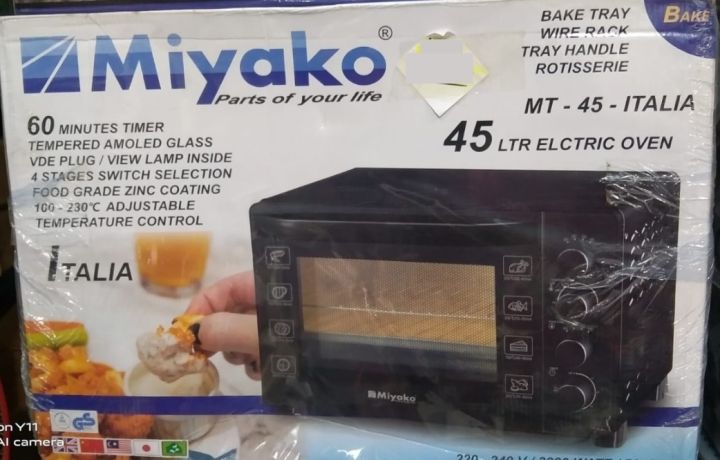 Miyako®
Parts of your life
BAKE TRAY
WIRE RACK
TRAY HANDLE
ROTISSERIE
BAKE
MT - 45 - ITALIA
45 LTR ELCTRIC OVEN
60 MINUTES TIMER
TEMPERED AMOLED GLASS
VDE PLUG / VIEW LAMP INSIDE
4 STAGES SWITCH SELECTION
FOOD GRADE ZINC COATING
100 - 230°C ADJUSTABLE
TEMPERATURE CONTROL
ITALIA
Miyako
on Y11
AI camera